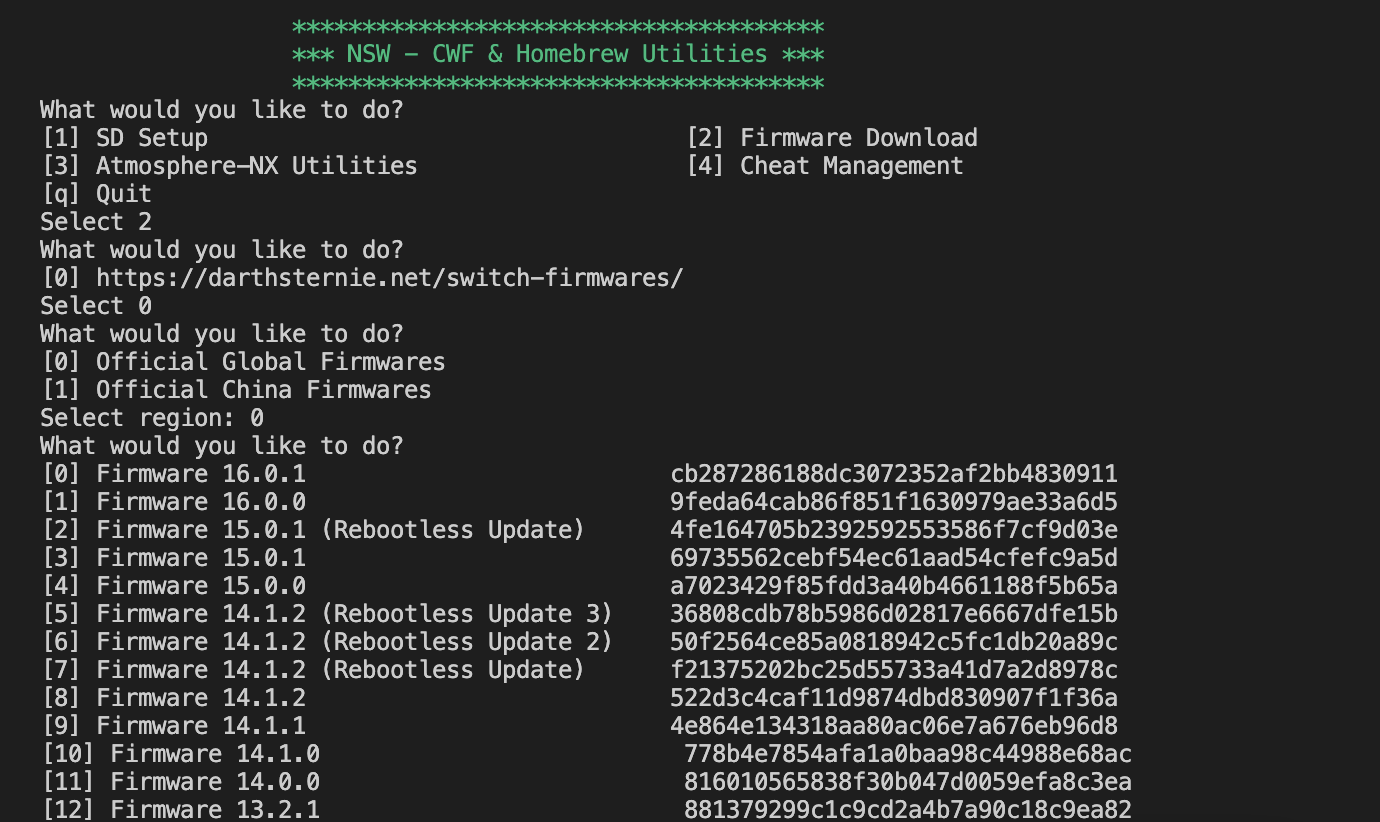 **************************************
*** NSW - CWF & Homebrew Utilities ***
**************************************
What would you like to do?
[1] SD Setup [2] Firmware Download
[3] Atmosphere-NX Utilities [4] Cheat Management
[q] Quit
Select 2
What would you like to do?
[0] https://darthsternie.net/switch-firmwares/
Select 0
What would you like to do?
[0] Official Global Firmwares
[1] Official China Firmwares
Select region: 0
What would you like to do?
[0] Firmware 16.0.1 cb287286188dc3072352af2bb4830911
[1] Firmware 16.0.0 9feda64cab86f851f1630979ae33a6d5
[2] Firmware 15.0.1 (Rebootless Update) 4fe164705b2392592553586f7cf9d03e
[3] Firmware 15.0.1 69735562cebf54ec61aad54cfefc9a5d
[4] Firmware 15.0.0 a7023429f85fdd3a40b4661188f5b65a
[5] Firmware 14.1.2 (Rebootless Update 3) 36808cdb78b5986d02817e6667dfe15b
[6] Firmware 14.1.2 (Rebootless Update 2) 50f2564ce85a0818942c5fc1db20a89c
[7] Firmware 14.1.2 (Rebootless Update) f21375202bc25d55733a41d7a2d8978c
[8] Firmware 14.1.2 522d3c4caf11d9874dbd830907f1f36a
[9] Firmware 14.1.1 4e864e134318aa80ac06e7a676eb96d8
[10] Firmware 14.1.0 778b4e7854afa1a0baa98c44988e68ac
[11] Firmware 14.0.0 816010565838f30b047d0059efa8c3ea
[12] Firmware 13.2.1 881379299c1c9cd2a4b7a90c18c9ea82